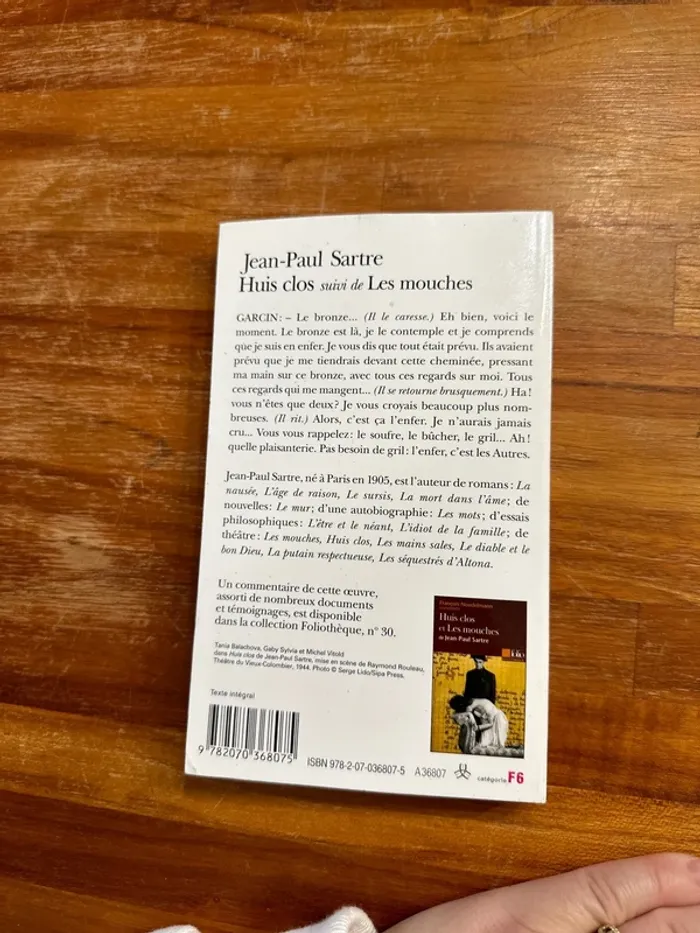 Jean-Paul Sartre
Huis clos suivi de Les mouches
GARCIN : – Le bronze... (Il le caresse.) Eh bien, voici le
moment. Le bronze est là, je le contemple et je comprends
que je suis en enfer. Je vous dis que tout était prévu. Ils avaient
prévu que je me tiendrais devant cette cheminée, pressant
ma main sur ce bronze, avec tous ces regards sur moi. Tous
ces regards qui me mangent... (Il se retourne brusquement.) Ha !
vous n'êtes que deux ? Je vous croyais beaucoup plus nom-
breuses. (Il rit.) Alors, c'est ça l'enfer. Je n'aurais jamais
cru... Vous vous rappelez : le soufre, le bûcher, le gril... Ah !
quelle plaisanterie. Pas besoin de gril : l'enfer, c'est les Autres.
Jean-Paul Sartre, né à Paris en 1905, est l'auteur de romans : La
nausée, L'âge de raison, Le sursis, La mort dans l'âme ; de
nouvelles : Le mur ; d'une autobiographie : Les mots ; d'essais
philosophiques : L'être et le néant, L'idiot de la famille ; de
théâtre : Les mouches, Huis clos, Les mains sales, Le diable et le
bon Dieu, La putain respectueuse, Les séquestrés d'Altona.
Un commentaire de cette œuvre,
assorti de nombreux documents
et témoignages, est disponible
dans la collection Foliothèque, n° 30.
François Noudelmann
Huis clos
et Les mouches
de Jean-Paul Sartre
folio
Tania Balachova, Gaby Sylvia et Michel Vitold
dans Huis clos de Jean-Paul Sartre, mise en scène de Raymond Rouleau,
Théâtre du Vieux-Colombier, 1944. Photo © Serge Lido/Sipa Press.
Texte intégral
9 782070 368075
ISBN 978-2-07-036807-5 A 36807 catégorie F6